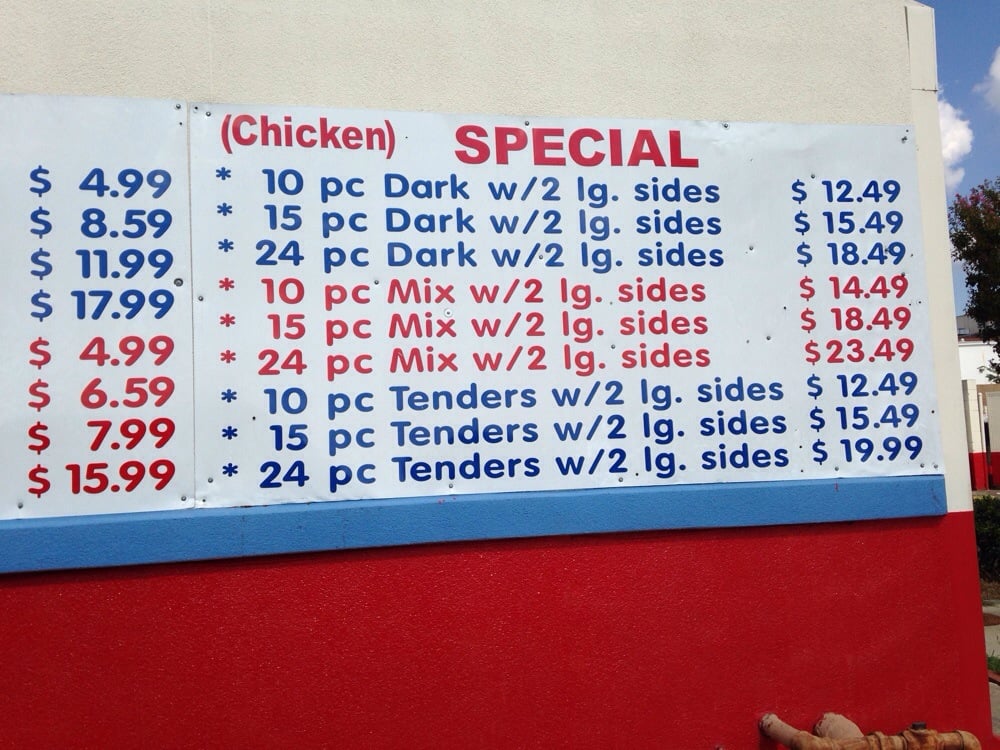 $ 4.99
$ 8.59
$ 11.99
$ 17.99
$ 4.99
$ 6.59
$ 7.99
$ 15.99
(Chicken) SPECIAL
* 10 pc Dark w/2 lg. sides $ 12.49
* 15 pc Dark w/2 lg. sides $ 15.49
* 24 pc Dark w/2 lg. sides $ 18.49
* 10 pc Mix w/2 lg. sides $ 14.49
* 15 pc Mix w/2 lg. sides $ 18.49
* 24 pc Mix w/2 lg. sides $23.49
* 10 pc Tenders w/2 lg. sides $ 12.49
* 15 pc Tenders w/2 lg. sides $ 15.49
* 24 pc Tenders w/2 lg. sides $ 19.99